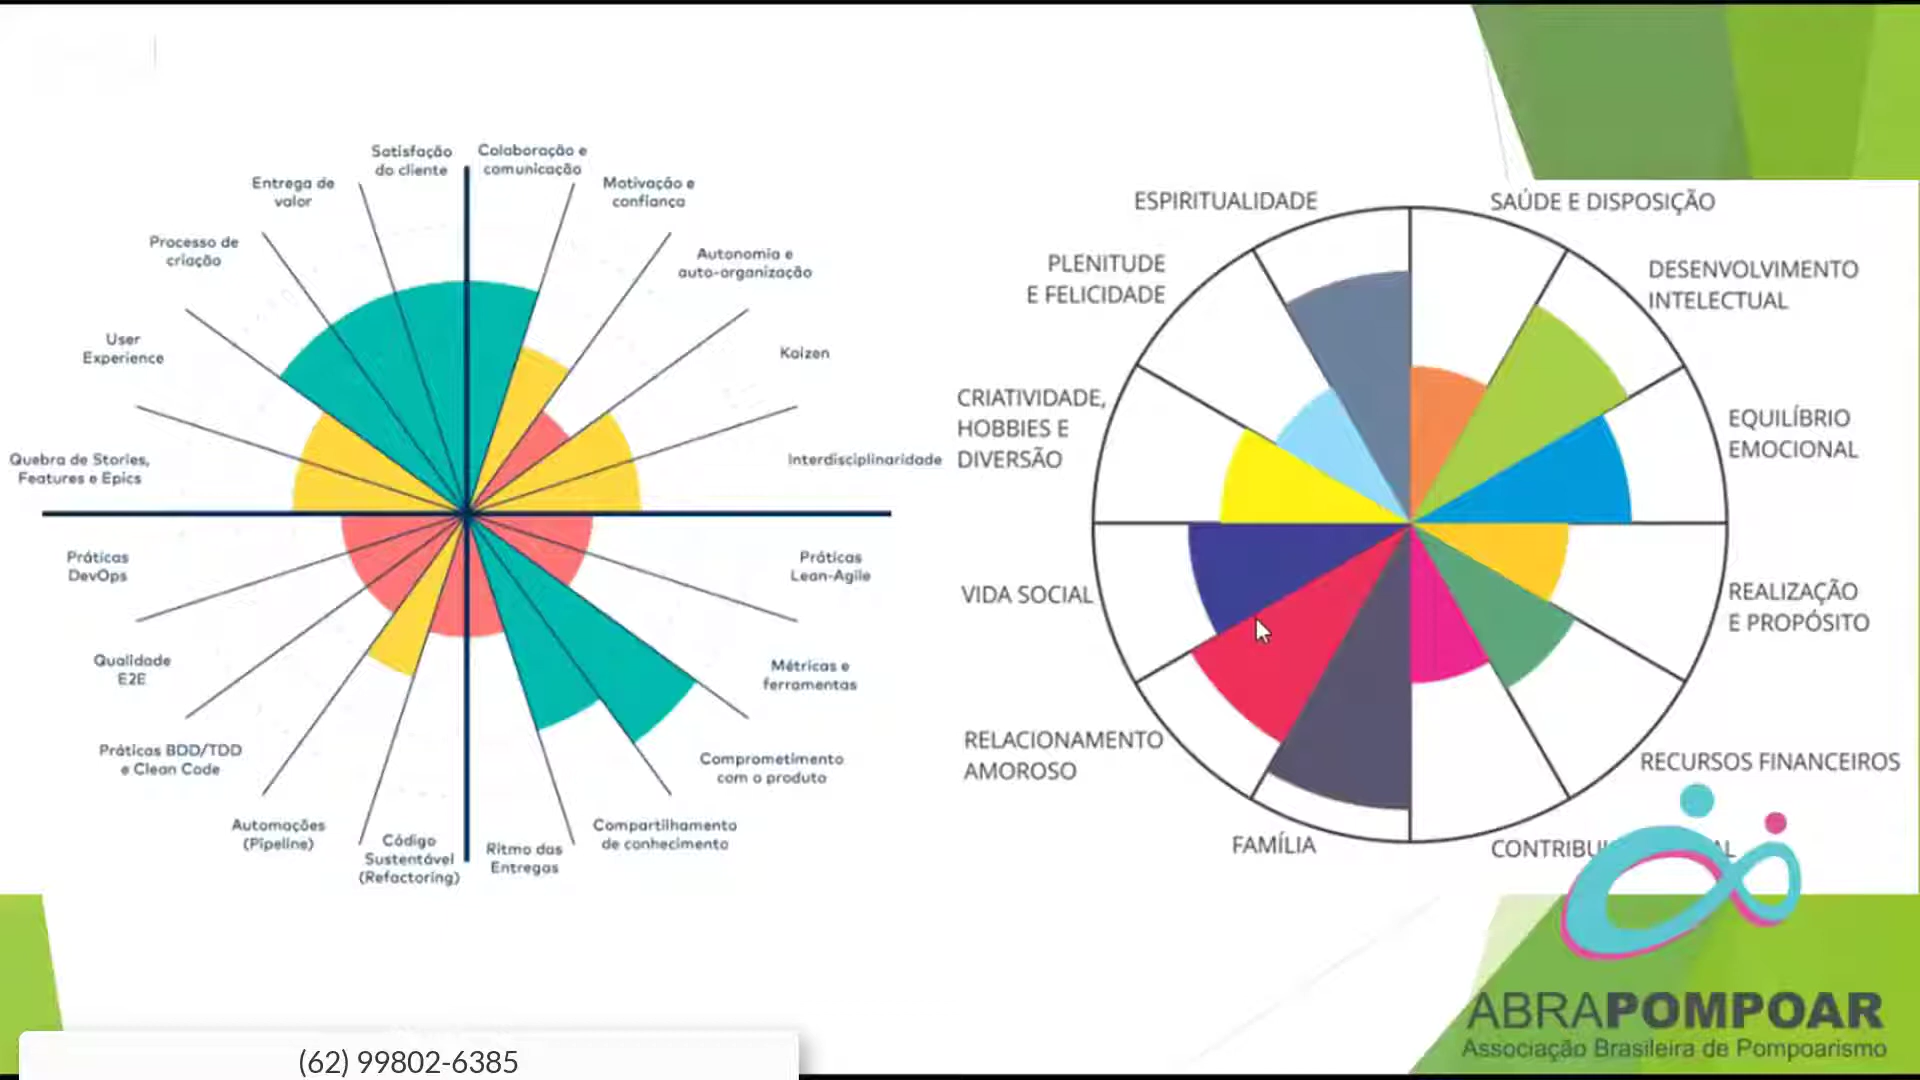 Satisfação
do cliente
Colaboração e
comunicação
Entrega de
valor
Motivação e
confiança
Processo de
criação
Autonomia e
auto-organização
User
Experience
Kaizen
Quebra de Stories,
Features e Epics
Interdisciplinaridade
Práticas
DevOps
Práticas
Lean-Agile
Qualidade
E2E
Métricas e
ferramentas
Práticas BDD/TDD
e Clean Code
Comprometimento
com o produto
Automações
(Pipeline)
Código
Sustentável
(Refactoring)
Ritmo das
Entregas
Compartilhamento
de conhecimento
ESPIRITUALIDADE
SAÚDE E DISPOSIÇÃO
PLENITUDE
E FELICIDADE
DESENVOLVIMENTO
INTELECTUAL
CRIATIVIDADE,
HOBBIES E
DIVERSÃO
EQUILÍBRIO
EMOCIONAL
VIDA SOCIAL
REALIZAÇÃO
E PROPÓSITO
RELACIONAMENTO
AMOROSO
RECURSOS FINANCEIROS
FAMÍLIA
ABRAPOMPOAR
Associação Brasileira de Pompoarismo
(62) 99802-6385